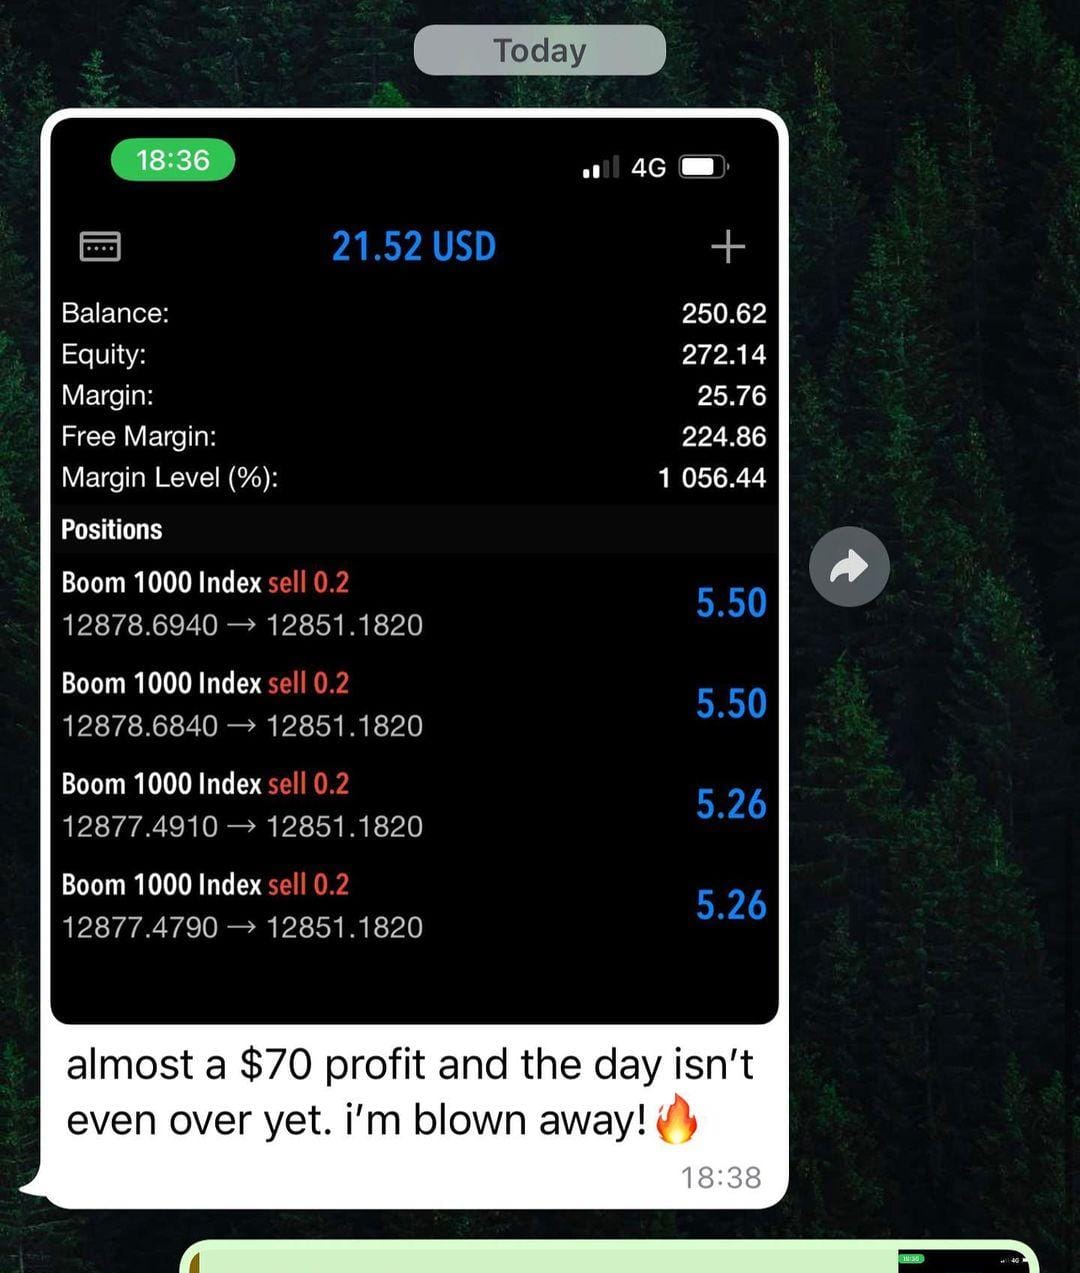 Today
18:36
4G
21.52 USD
Balance: 250.62
Equity: 272.14
Margin: 25.76
Free Margin: 224.86
Margin Level (%): 1 056.44
Positions
Boom 1000 Index sell 0.2
12878.6940 → 12851.1820
5.50
Boom 1000 Index sell 0.2
12878.6840 → 12851.1820
5.50
Boom 1000 Index sell 0.2
12877.4910 → 12851.1820
5.26
Boom 1000 Index sell 0.2
12877.4790 → 12851.1820
5.26
almost a $70 profit and the day isn't
even over yet. i'm blown away!🔥
18:38
4G